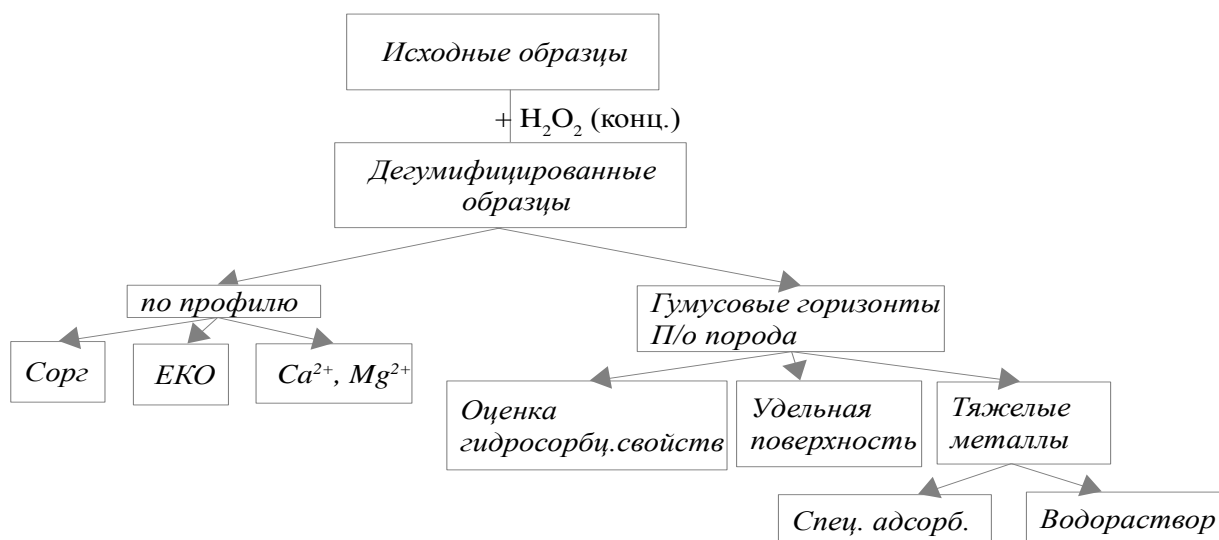 Исходные образцы
+ H₂O₂ (конц.)
Дегумифицированные
образцы
по профилю
Гумусовые горизонты
П/о порода
Сорг
ЕКО
Ca²⁺, Mg²⁺
Оценка
гидросорбц.свойств
Удельная
поверхность
Тяжелые
металлы
Спец. адсорб.
Водораствор